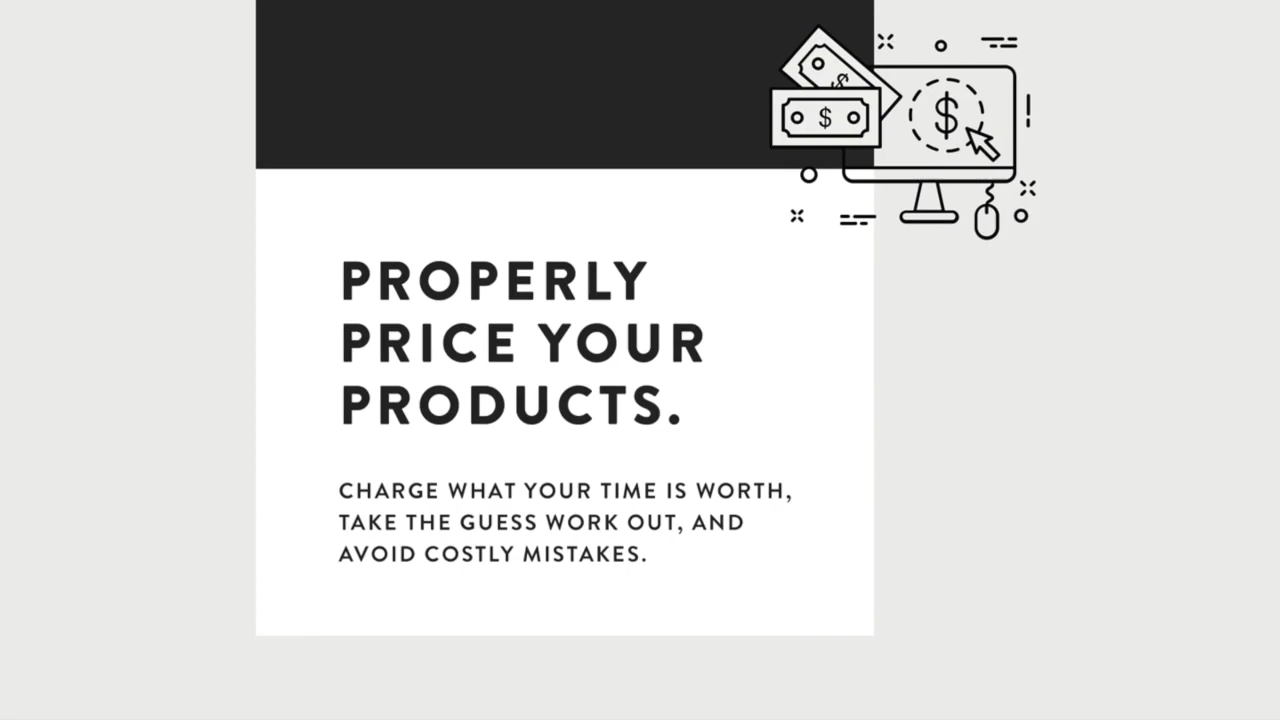 PROPERLY
PRICE YOUR
PRODUCTS.
CHARGE WHAT YOUR TIME IS WORTH,
TAKE THE GUESS WORK OUT, AND
AVOID COSTLY MISTAKES.
$
$
$